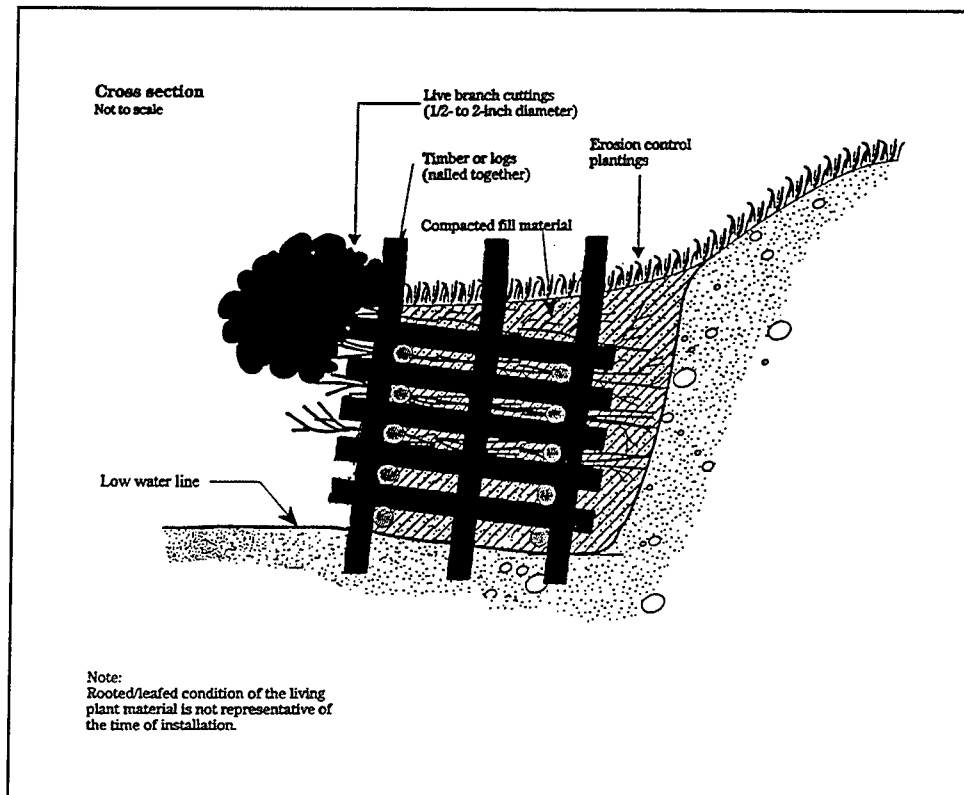 Cross section
Not to scale
Live branch cuttings
(1/2- to 2-inch diameter)
Timber or logs
(nailed together)
Erosion control
plantings
Compacted fill material
Low water line
Note:
Rooted/leafed condition of the living
plant material is not representative of
the time of installation.